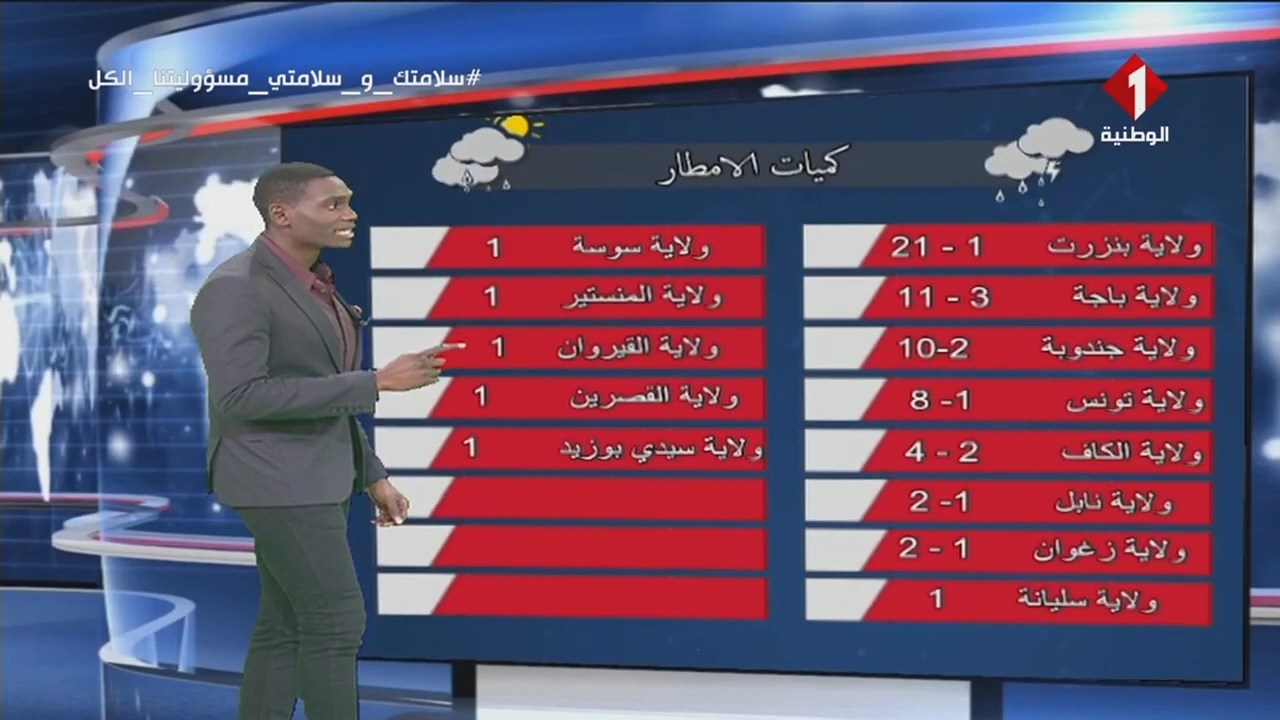 #سلامتك_و_سلامتي_مسؤوليتنا_الكل
1
الوطنية
كميات الامطار
ولاية بنزرت 1 - 21
ولاية باجة 3 - 11
ولاية جندوبة 2-10
ولاية تونس 1- 8
ولاية الكاف 2 - 4
ولاية نابل 1- 2
ولاية زغوان 1 - 2
ولاية سليانة 1
ولاية سوسة 1
ولاية المنستير 1
ولاية القيروان 1
ولاية القصرين 1
ولاية سيدي بوزيد 1